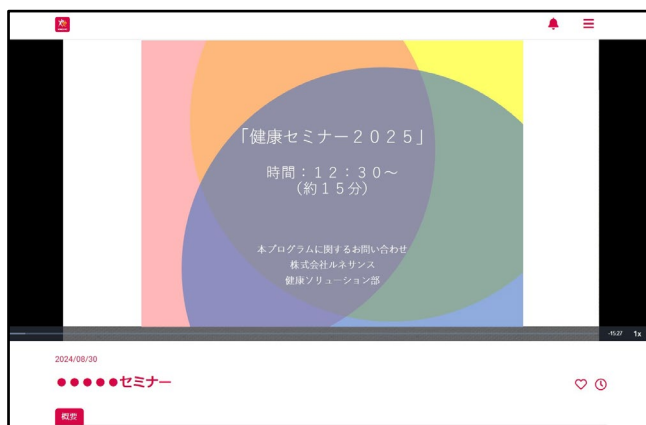 「健康セミナー２０２５」
時間：１２：３０～
(約１５分)
本プログラムに関するお問い合わせ
株式会社ルネサンス
健康ソリューション部
-15:27 1x
2024/08/30
●●●●●セミナー
概要